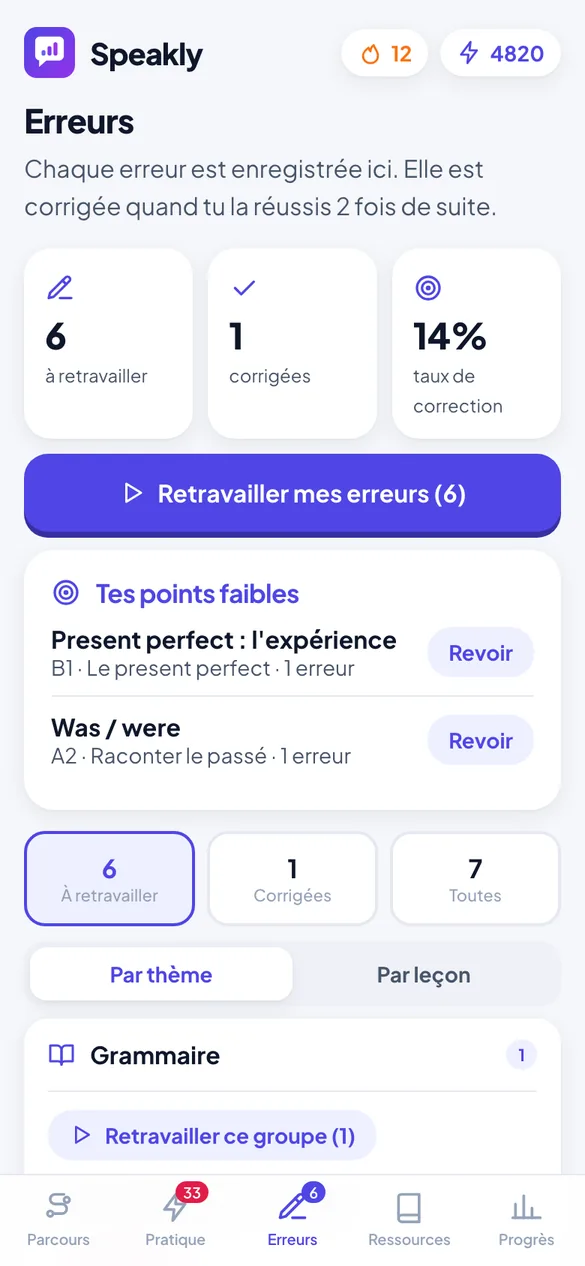 Speakly
12
4820
Erreurs
Chaque erreur est enregistrée ici. Elle est
corrigée quand tu la réussis 2 fois de suite.
6
à retravailler
1
corrigées
14%
taux de
correction
Retravailler mes erreurs (6)
Tes points faibles
Present perfect : l'expérience
B1 · Le present perfect · 1 erreur
Revoir
Was / were
A2 · Raconter le passé · 1 erreur
Revoir
6
À retravailler
1
Corrigées
7
Toutes
Par thème
Par leçon
Grammaire
1
Retravailler ce groupe (1)
Parcours
33
Pratique
6
Erreurs
Ressources
Progrès